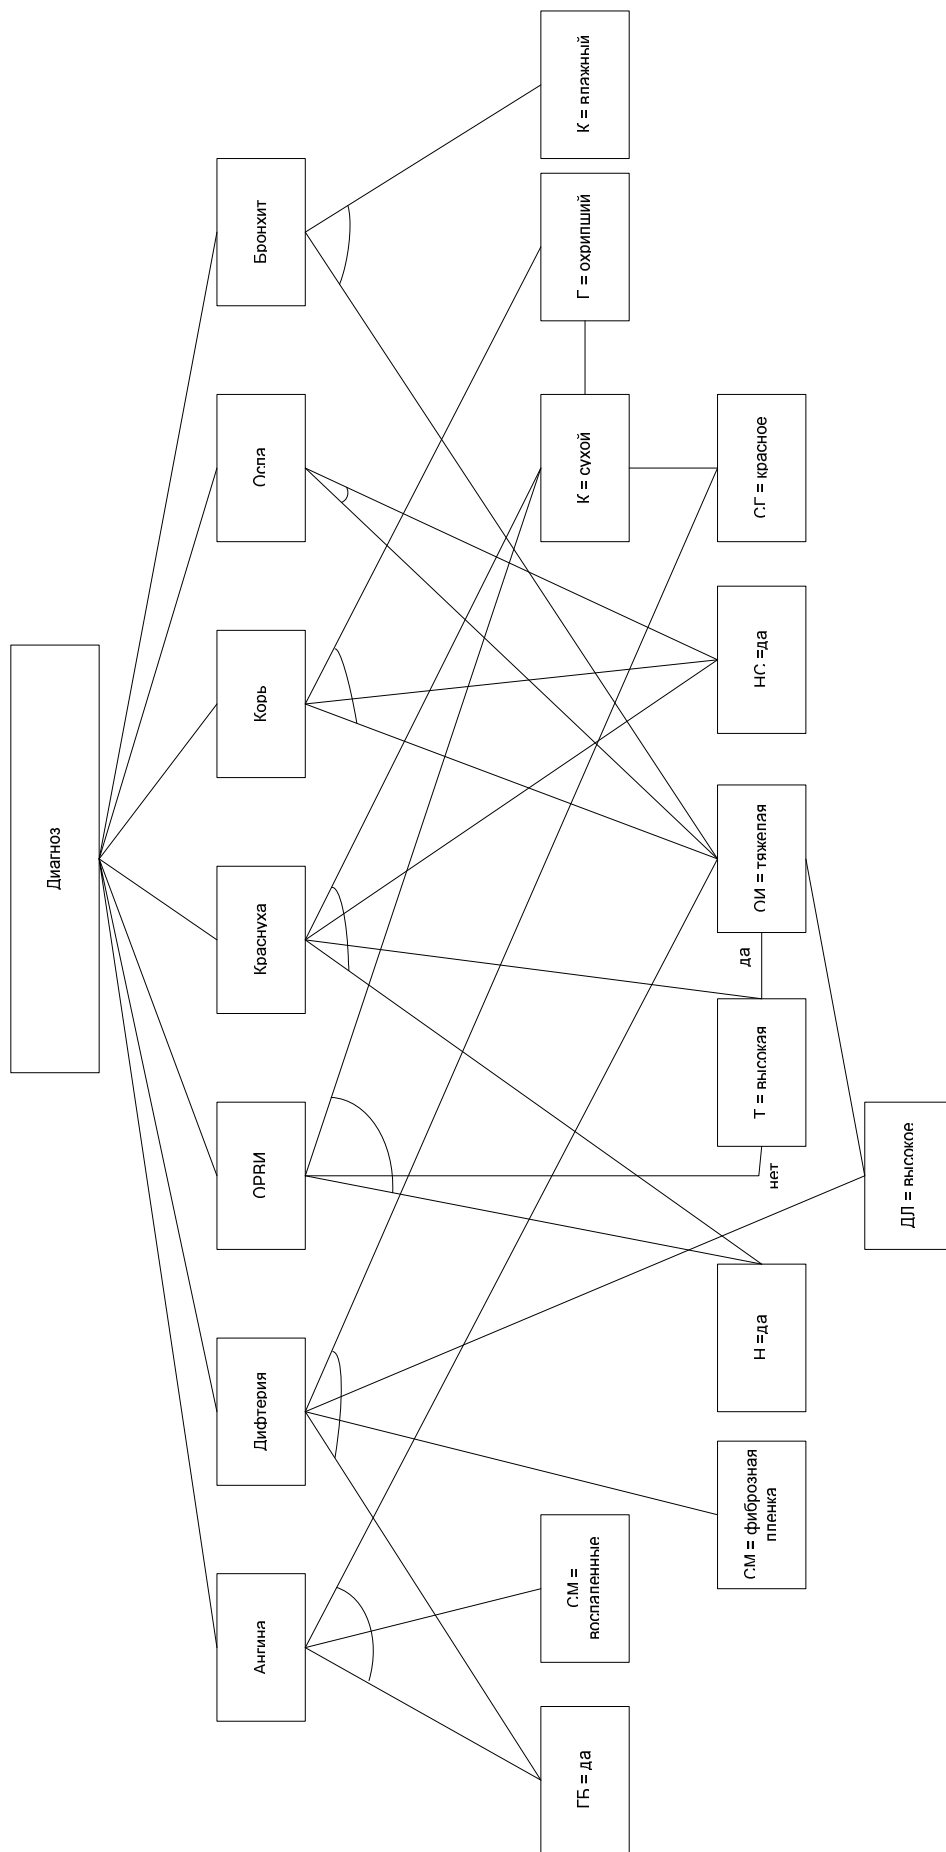 Диагноз
Ангина
Дифтерия
ОРВИ
Краснуха
Корь
Оспа
Бронхит
ГБ = да
СМ =
воспаленные
К = сухой
Г = охрипший
К = влажный
СМ = фиброзная
пленка
Н =да
нет
Т = высокая
да
ОИ = тяжелая
НС =да
СГ = красное
ДЛ = высокое